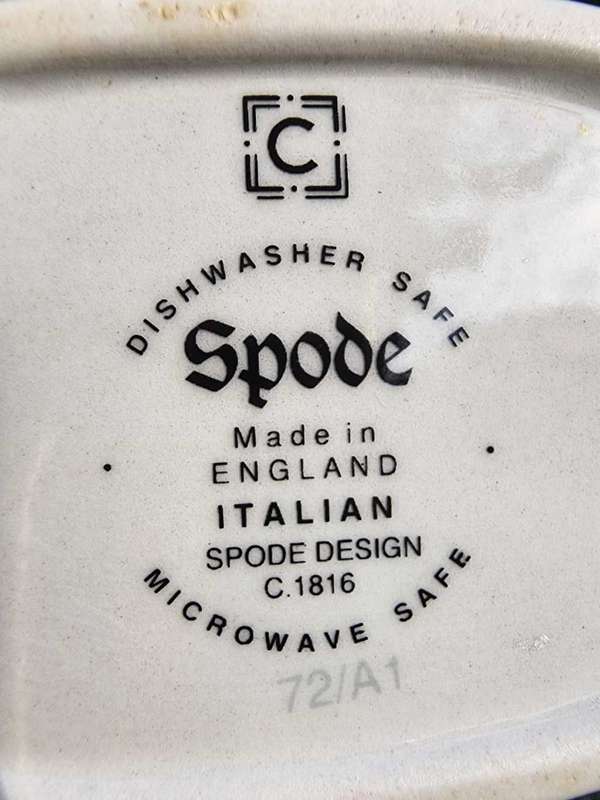 C
DISHWASHER SAFE
Spode
Made in
ENGLAND
ITALIAN
SPODE DESIGN
C.1816
MICROWAVE SAFE
72/A1